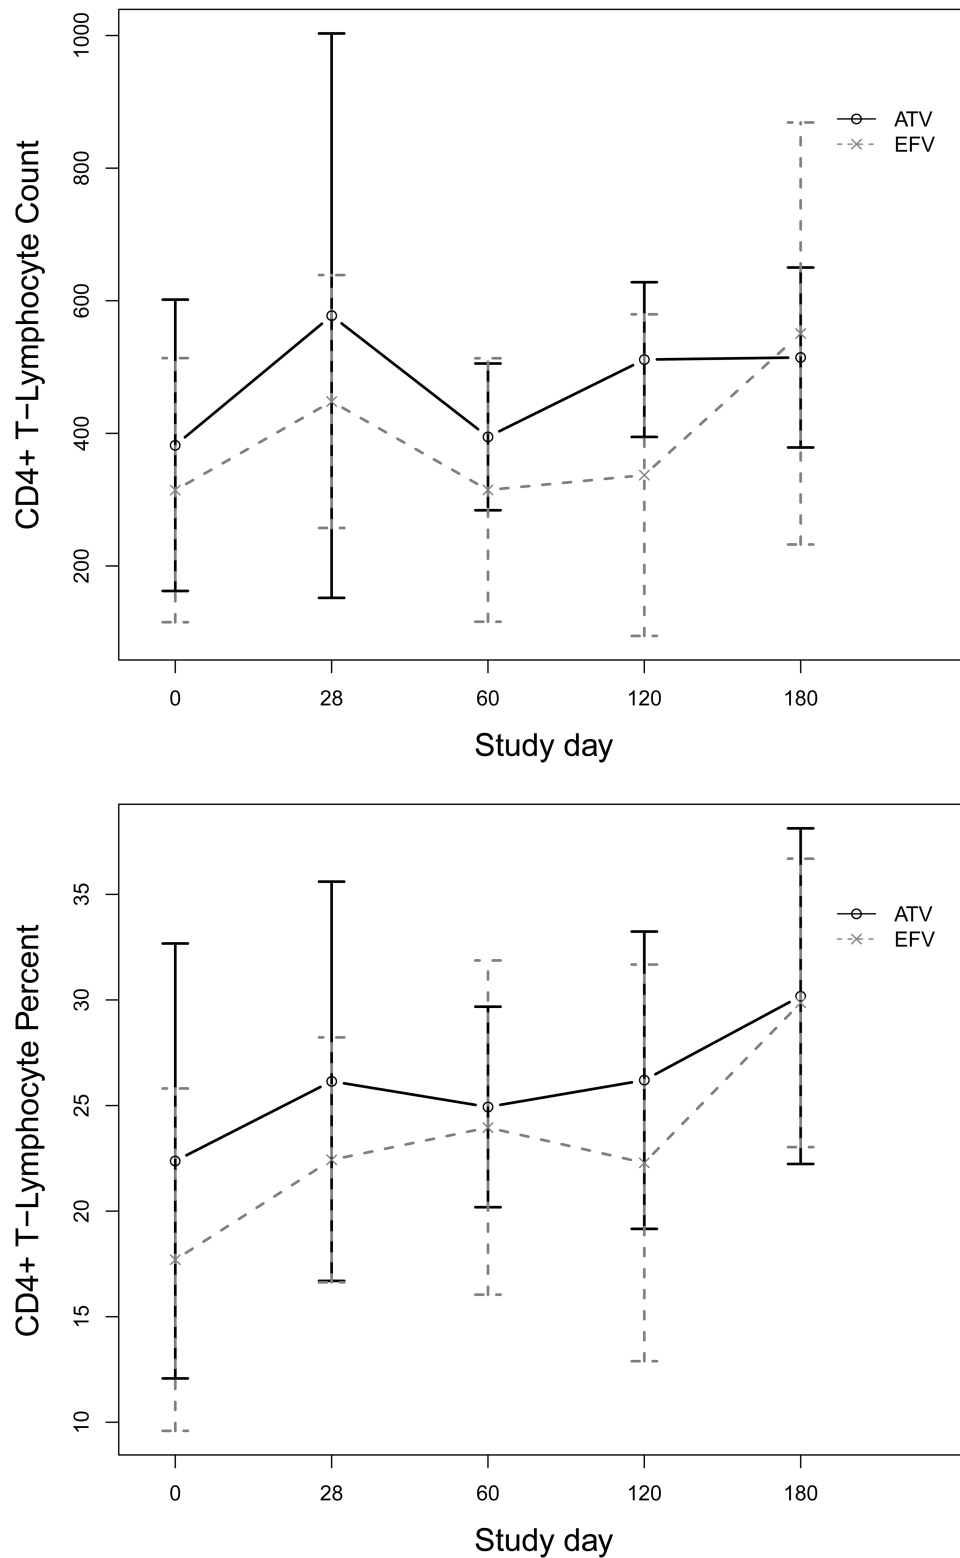 CD4+ T−Lymphocyte Count
1000
800
600
400
200
ATV
EFV
0 28 60 120 180
Study day
CD4+ T−Lymphocyte Percent
35
30
25
20
15
10
ATV
EFV
0 28 60 120 180
Study day